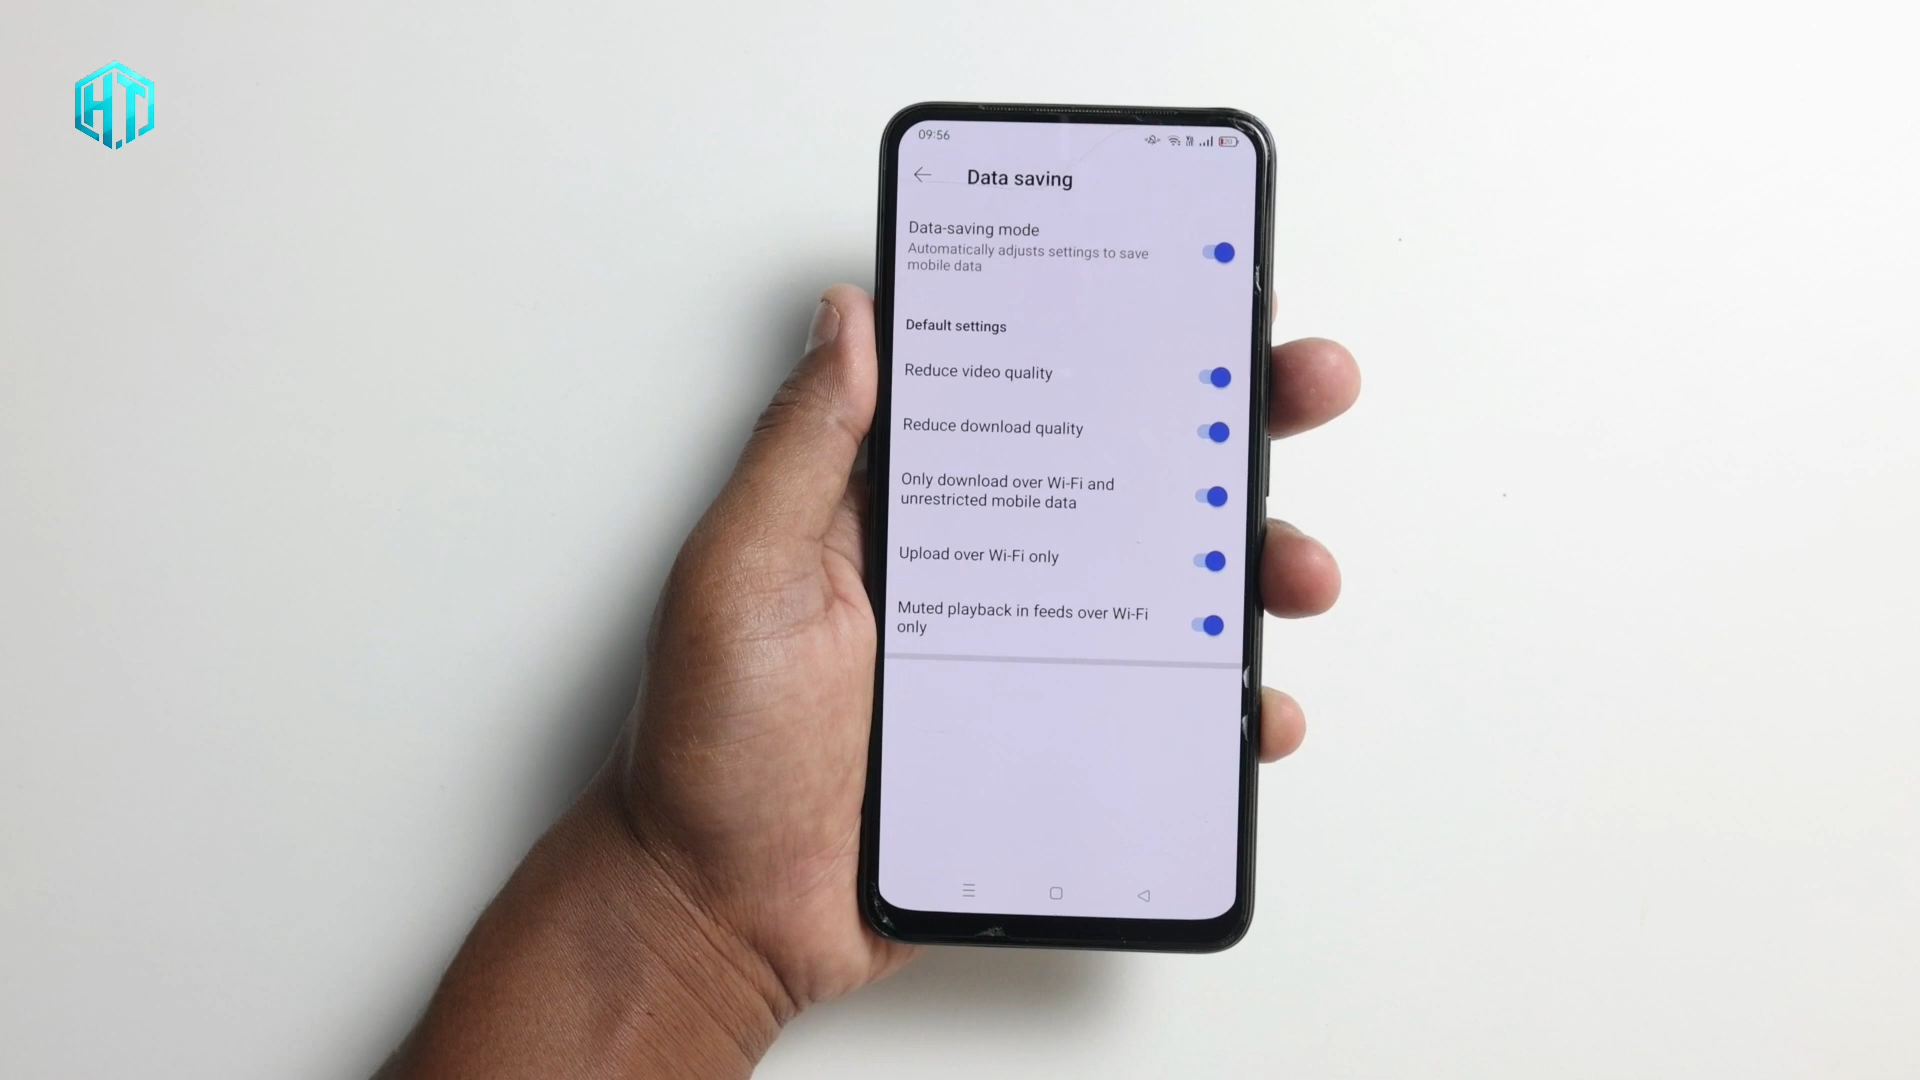 H.T.
09:56
20
Data saving
Data-saving mode
Automatically adjusts settings to save
mobile data
Default settings
Reduce video quality
Reduce download quality
Only download over Wi-Fi and
unrestricted mobile data
Upload over Wi-Fi only
Muted playback in feeds over Wi-Fi
only